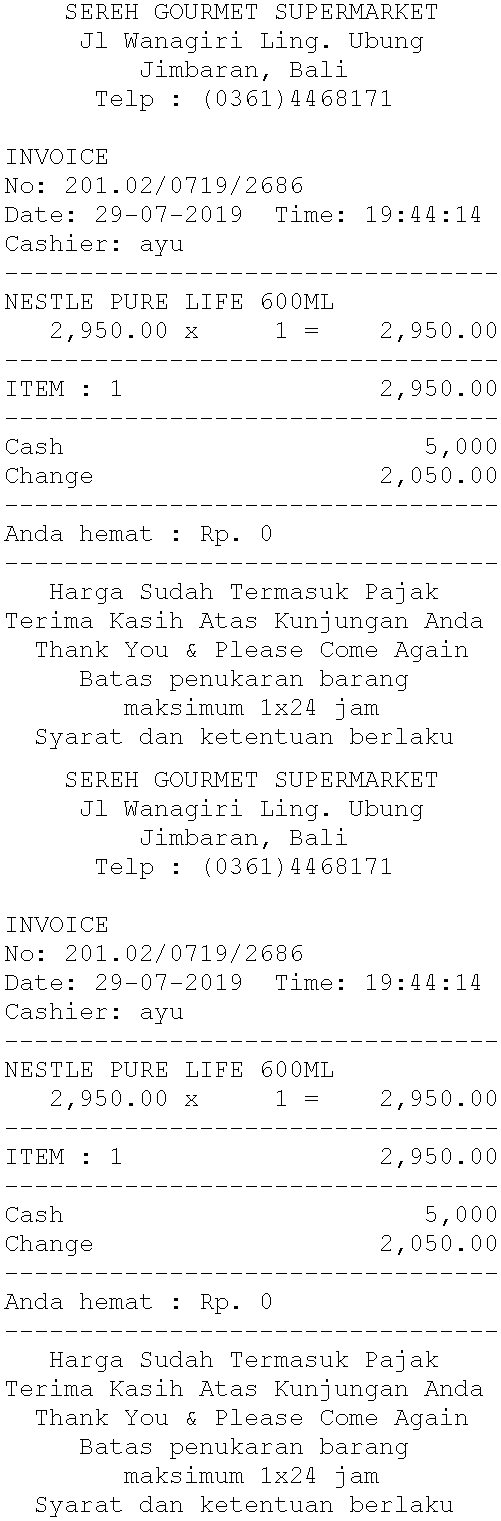 SEREH GOURMET SUPERMARKET
Jl Wanagiri Ling. Ubung
Jimbaran, Bali
Telp : (0361)4468171
INVOICE
No: 201.02/0719/2686
Date: 29-07-2019 Time: 19:44:14
Cashier: ayu
---------------------------------
NESTLE PURE LIFE 600ML
2,950.00 x 1 = 2,950.00
---------------------------------
ITEM : 1 2,950.00
---------------------------------
Cash 5,000
Change 2,050.00
---------------------------------
Anda hemat : Rp. 0
---------------------------------
Harga Sudah Termasuk Pajak
Terima Kasih Atas Kunjungan Anda
Thank You & Please Come Again
Batas penukaran barang
maksimum 1x24 jam
Syarat dan ketentuan berlaku
SEREH GOURMET SUPERMARKET
Jl Wanagiri Ling. Ubung
Jimbaran, Bali
Telp : (0361)4468171
INVOICE
No: 201.02/0719/2686
Date: 29-07-2019 Time: 19:44:14
Cashier: ayu
---------------------------------
NESTLE PURE LIFE 600ML
2,950.00 x 1 = 2,950.00
---------------------------------
ITEM : 1 2,950.00
---------------------------------
Cash 5,000
Change 2,050.00
---------------------------------
Anda hemat : Rp. 0
---------------------------------
Harga Sudah Termasuk Pajak
Terima Kasih Atas Kunjungan Anda
Thank You & Please Come Again
Batas penukaran barang
maksimum 1x24 jam
Syarat dan ketentuan berlaku